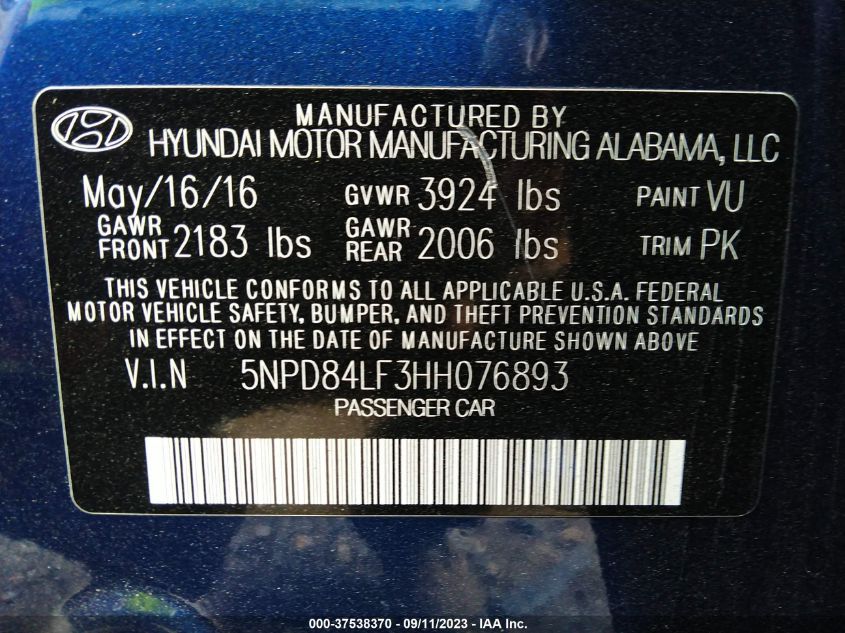 MANUFACTURED BY
HYUNDAI MOTOR MANUFACTURING ALABAMA, LLC
May/16/16 GVWR 3924 lbs PAINT VU
GAWR FRONT 2183 lbs GAWR REAR 2006 lbs TRIM PK
THIS VEHICLE CONFORMS TO ALL APPLICABLE U.S.A. FEDERAL
MOTOR VEHICLE SAFETY, BUMPER, AND THEFT PREVENTION STANDARDS
IN EFFECT ON THE DATE OF MANUFACTURE SHOWN ABOVE
V.I.N 5NPD84LF3HH076893
PASSENGER CAR
000-37538370 - 09/11/2023 - IAA Inc.